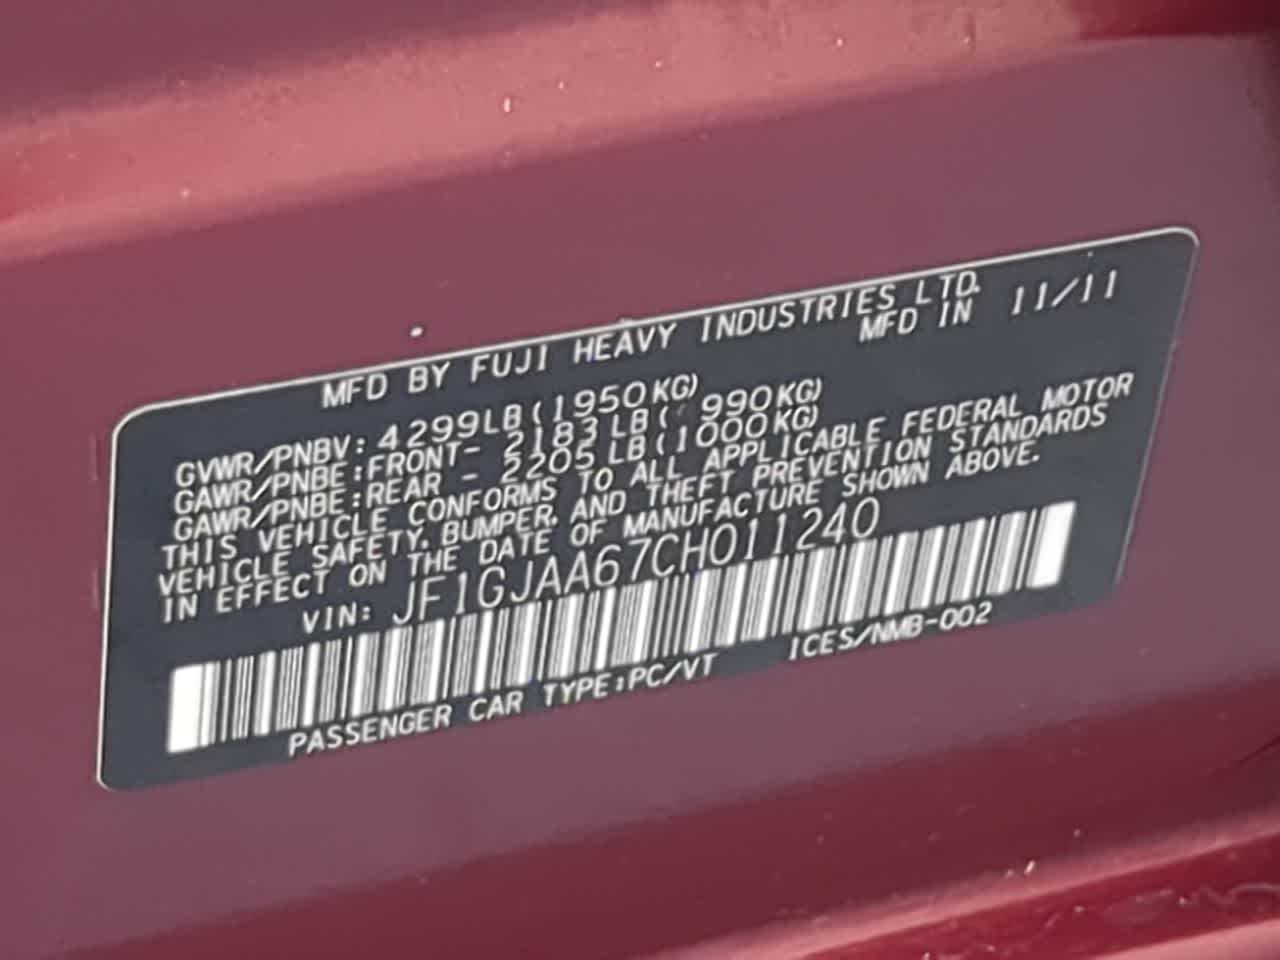 MFD BY FUJI HEAVY INDUSTRIES LTD.
MFD IN 11/11
GVWR/PNBV: 4299LB(1950KG)
GAWR/PNBE:FRONT- 2183LB( 990KG)
GAWR/PNBE:REAR - 2205LB(1000KG)
THIS VEHICLE CONFORMS TO ALL APPLICABLE FEDERAL MOTOR
VEHICLE SAFETY, BUMPER, AND THEFT PREVENTION STANDARDS
IN EFFECT ON THE DATE OF MANUFACTURE SHOWN ABOVE.
VIN: JF1GJAA67CH011240
PASSENGER CAR TYPE:PC/VT ICES/NMB-002